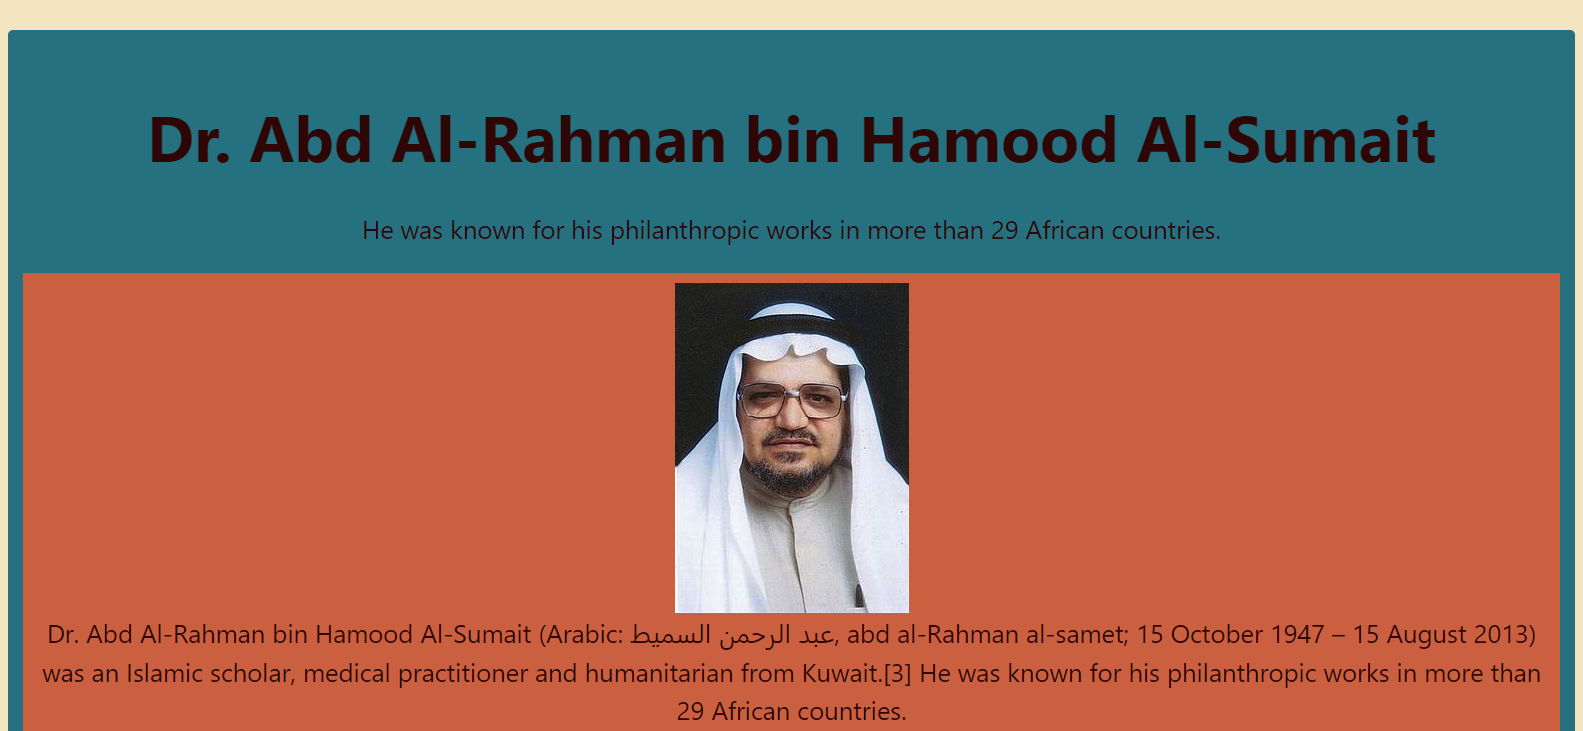 Dr. Abd Al-Rahman bin Hamood Al-Sumait
He was known for his philanthropic works in more than 29 African countries.
Dr. Abd Al-Rahman bin Hamood Al-Sumait (Arabic: عبد الرحمن السميط, abd al-Rahman al-samet; 15 October 1947 – 15 August 2013)
was an Islamic scholar, medical practitioner and humanitarian from Kuwait.[3] He was known for his philanthropic works in more than
29 African countries.